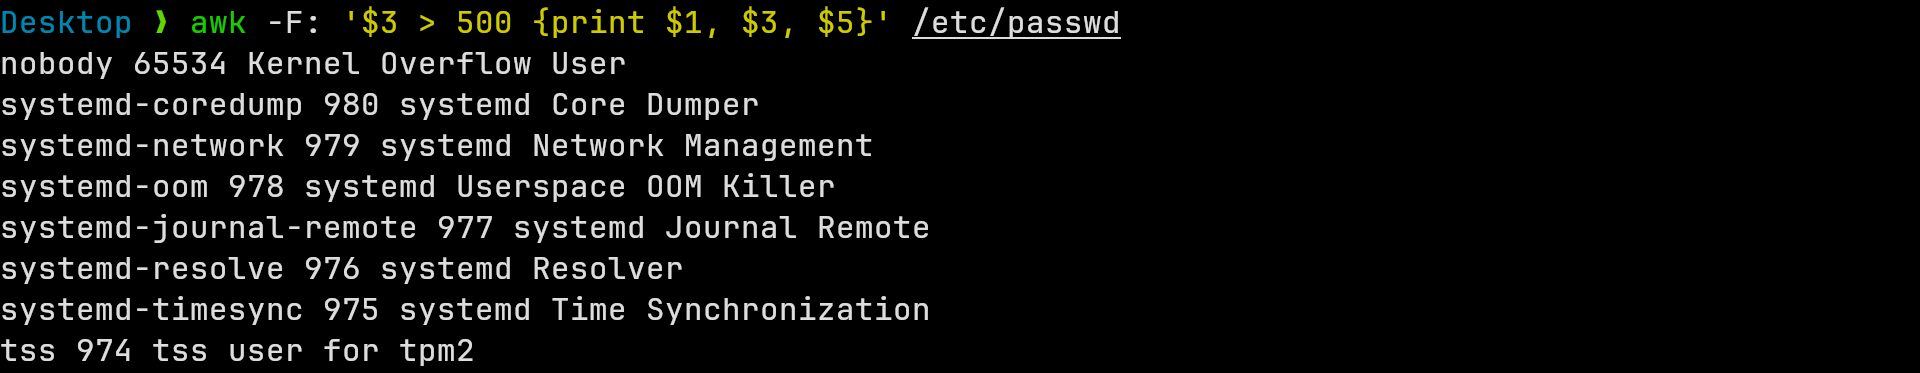 Desktop ❯ awk -F: '$3 > 500 {print $1, $3, $5}' /etc/passwd
nobody 65534 Kernel Overflow User
systemd-coredump 980 systemd Core Dumper
systemd-network 979 systemd Network Management
systemd-oom 978 systemd Userspace OOM Killer
systemd-journal-remote 977 systemd Journal Remote
systemd-resolve 976 systemd Resolver
systemd-timesync 975 systemd Time Synchronization
tss 974 tss user for tpm2